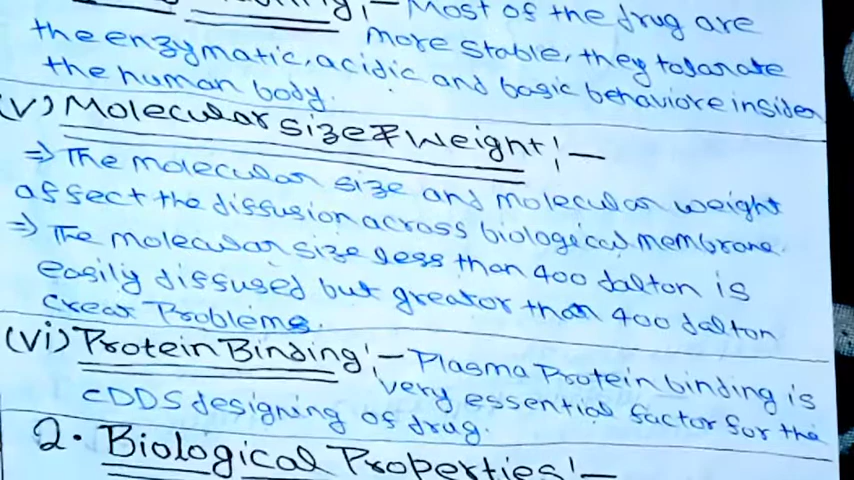 :- Most of the drug are
more stable, they tolarate
the enzymatic, acidic and basic behaviore insider
the human body.
(v) Molecular size & Weight :-
⇒ The molecular size and molecular weight
affect the diffusion across biological membrane.
⇒ The molecular size less than 400 dalton is
easily diffused but greator than 400 dalton
creat Problems.
(vi) Protein Binding :- Plasma Protein binding is
very essential factor for the
CDDS designing of drug.
2. Biological Properties :-